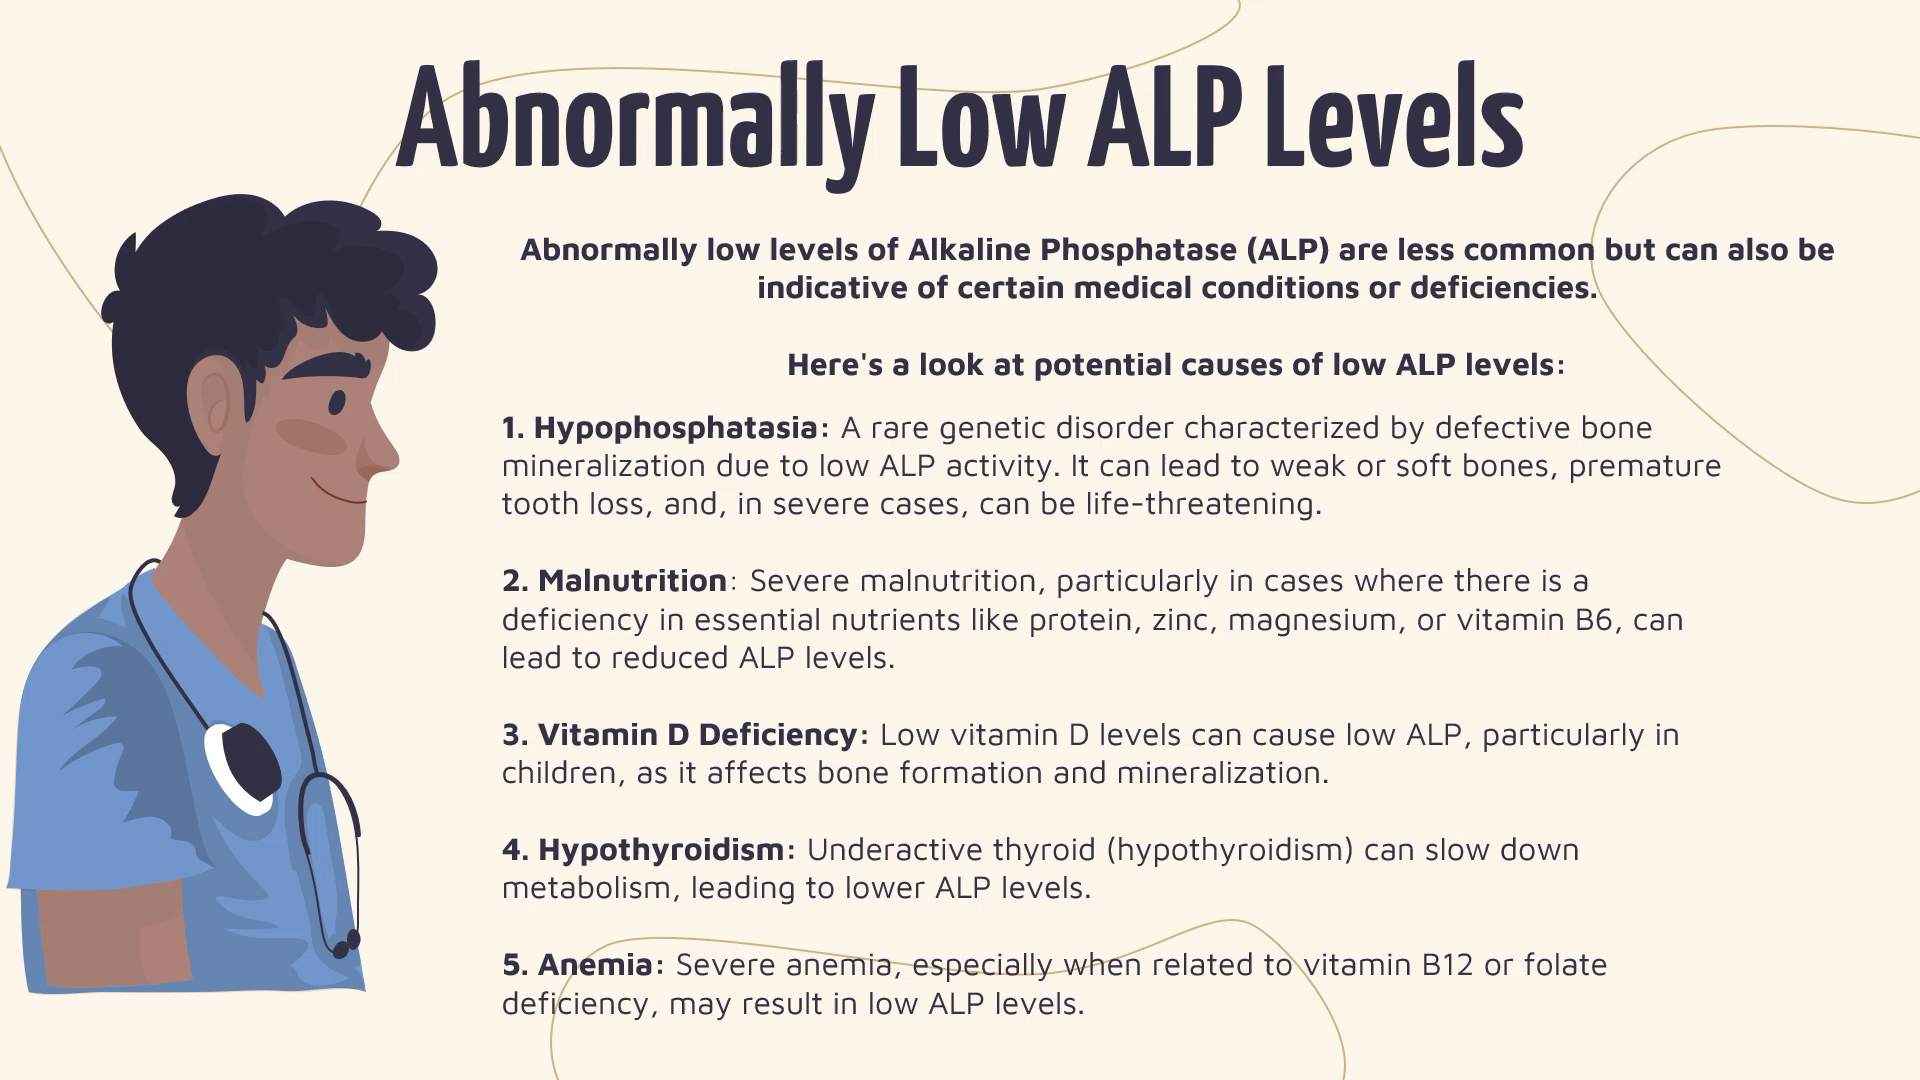 Abnormally Low ALP Levels
Abnormally low levels of Alkaline Phosphatase (ALP) are less common but can also be
indicative of certain medical conditions or deficiencies.
Here's a look at potential causes of low ALP levels:
1. Hypophosphatasia: A rare genetic disorder characterized by defective bone
mineralization due to low ALP activity. It can lead to weak or soft bones, premature
tooth loss, and, in severe cases, can be life-threatening.
2. Malnutrition: Severe malnutrition, particularly in cases where there is a
deficiency in essential nutrients like protein, zinc, magnesium, or vitamin B6, can
lead to reduced ALP levels.
3. Vitamin D Deficiency: Low vitamin D levels can cause low ALP, particularly in
children, as it affects bone formation and mineralization.
4. Hypothyroidism: Underactive thyroid (hypothyroidism) can slow down
metabolism, leading to lower ALP levels.
5. Anemia: Severe anemia, especially when related to vitamin B12 or folate
deficiency, may result in low ALP levels.